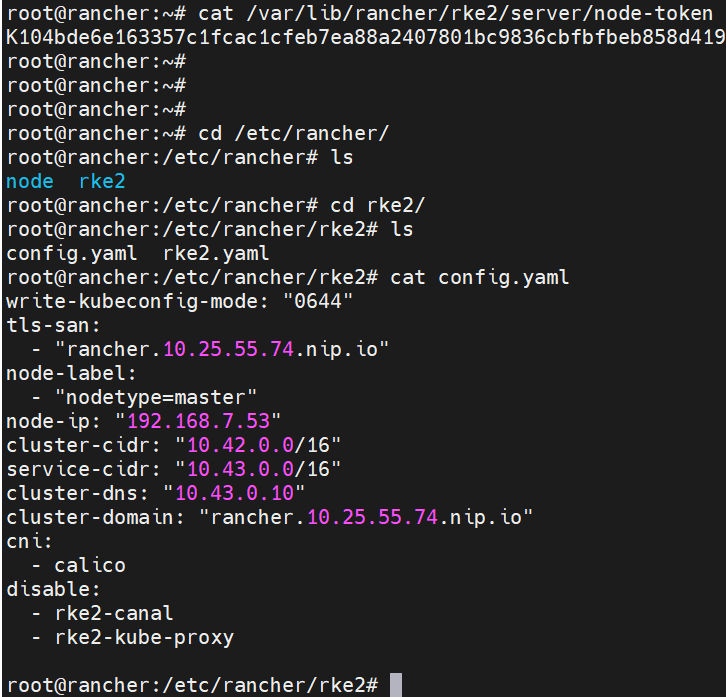 root@rancher:~# cat /var/lib/rancher/rke2/server/node-token
K104bde6e163357c1fcac1cfeb7ea88a2407801bc9836cbfbfbeb858d419
root@rancher:~#
root@rancher:~#
root@rancher:~#
root@rancher:~# cd /etc/rancher/
root@rancher:/etc/rancher# ls
node  rke2
root@rancher:/etc/rancher# cd rke2/
root@rancher:/etc/rancher/rke2# ls
config.yaml  rke2.yaml
root@rancher:/etc/rancher/rke2# cat config.yaml
write-kubeconfig-mode: "0644"
tls-san:
  - "rancher.10.25.55.74.nip.io"
node-label:
  - "nodetype=master"
node-ip: "192.168.7.53"
cluster-cidr: "10.42.0.0/16"
service-cidr: "10.43.0.0/16"
cluster-dns: "10.43.0.10"
cluster-domain: "rancher.10.25.55.74.nip.io"
cni:
  - calico
disable:
  - rke2-canal
  - rke2-kube-proxy

root@rancher:/etc/rancher/rke2#